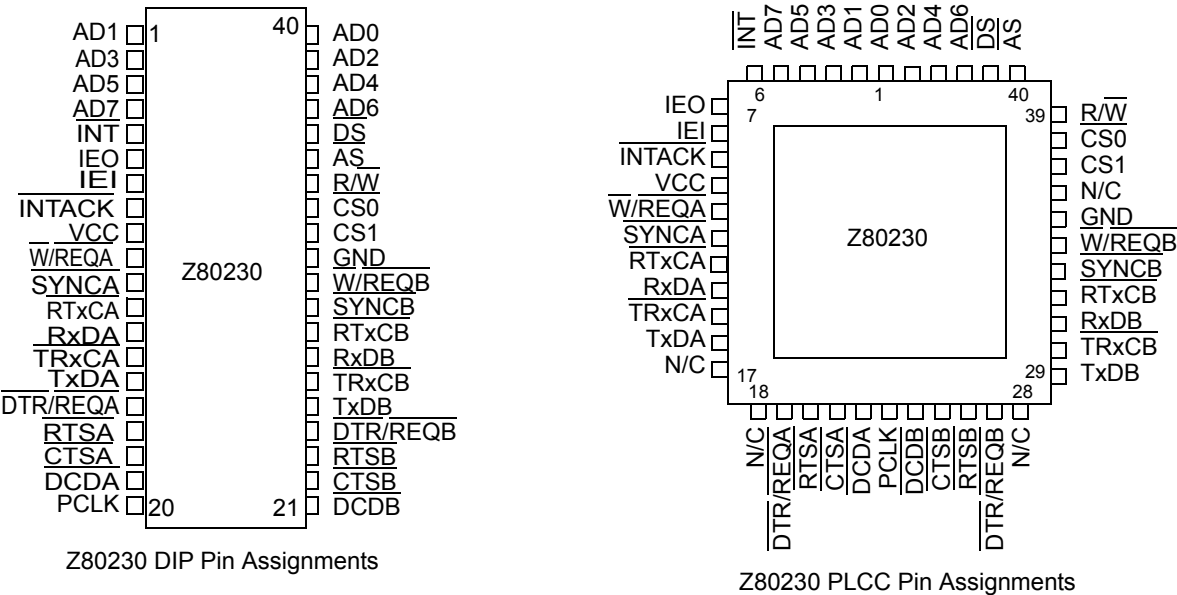 AD1 1 40 AD0
AD3 AD2
AD5 AD4
AD7 AD6
INT DS
IEO AS
IEI R/W
INTACK CS0
VCC CS1
W/REQA GND
Z80230
SYNCA W/REQB
RTxCA SYNCB
RxDA RTxCB
TRxCA RxDB
TxDA TRxCB
DTR/REQA TxDB
RTSA DTR/REQB
CTSA RTSB
DCDA CTSB
PCLK 20 21 DCDB
Z80230 DIP Pin Assignments
INT AD7 AD5 AD3 AD1 AD0 AD2 AD4 AD6 DS AS
6 1 40
IEO 7 39 R/W
IEI CS0
INTACK CS1
VCC N/C
W/REQA GND
SYNCA W/REQB
Z80230
RTxCA SYNCB
RxDA RTxCB
TRxCA RxDB
TxDA TRxCB
N/C 17 29 TxDB
18 28
N/C DTR/REQA RTSA CTSA DCDA PCLK DCDB CTSB RTSB DTR/REQB N/C
Z80230 PLCC Pin Assignments